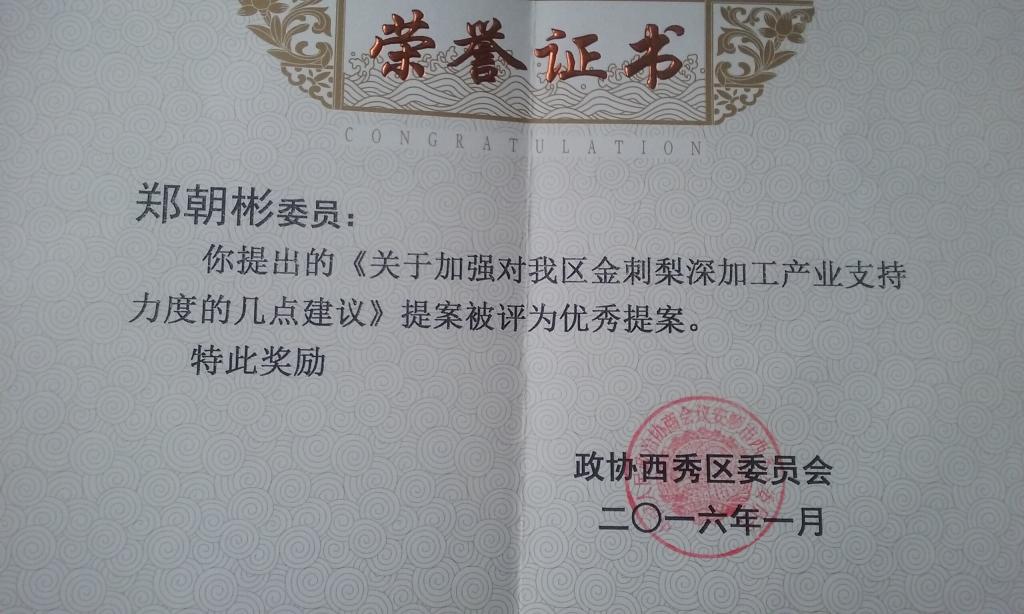 荣誉证书
CONGRATULATION
郑朝彬委员：
你提出的《关于加强对我区金刺梨深加工产业支持
力度的几点建议》提案被评为优秀提案。
特此奖励
政协西秀区委员会
二〇一六年一月